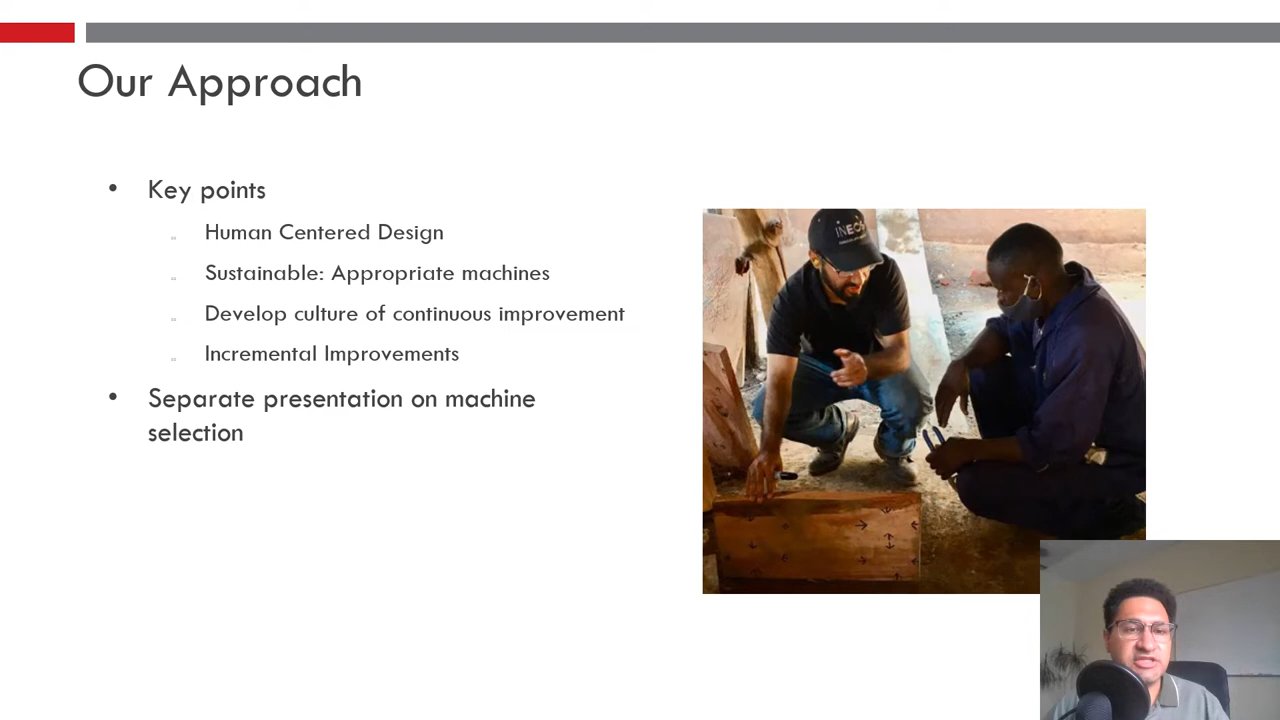 Our Approach
• Key points
Human Centered Design
Sustainable: Appropriate machines
Develop culture of continuous improvement
Incremental Improvements
• Separate presentation on machine
selection
INEOS